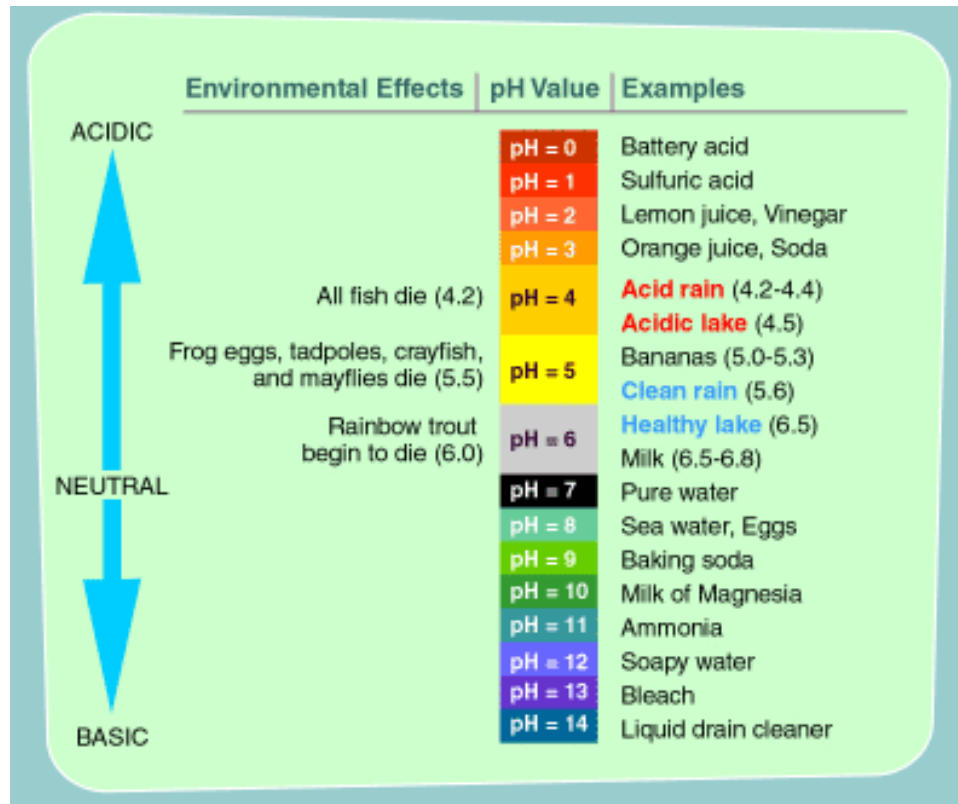 Environmental Effects | pH Value | Examples
ACIDIC
pH = 0 Battery acid
pH = 1 Sulfuric acid
pH = 2 Lemon juice, Vinegar
pH = 3 Orange juice, Soda
All fish die (4.2) pH = 4 Acid rain (4.2-4.4)
Acidic lake (4.5)
Frog eggs, tadpoles, crayfish,
and mayflies die (5.5) pH = 5 Bananas (5.0-5.3)
Clean rain (5.6)
Rainbow trout
begin to die (6.0) pH = 6 Healthy lake (6.5)
Milk (6.5-6.8)
NEUTRAL pH = 7 Pure water
pH = 8 Sea water, Eggs
pH = 9 Baking soda
pH = 10 Milk of Magnesia
pH = 11 Ammonia
pH = 12 Soapy water
pH = 13 Bleach
pH = 14 Liquid drain cleaner
BASIC